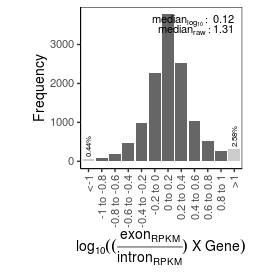 median_log10 : 0.12
median_raw : 1.31
Frequency
3000
2000
1000
0
0.44%
2.58%
<-1
-1 to -0.8
-0.8 to -0.6
-0.6 to -0.4
-0.4 to -0.2
-0.2 to 0
0 to 0.2
0.2 to 0.4
0.4 to 0.6
0.6 to 0.8
0.8 to 1
>1
log10((exonRPKM/intronRPKM) X Gene)